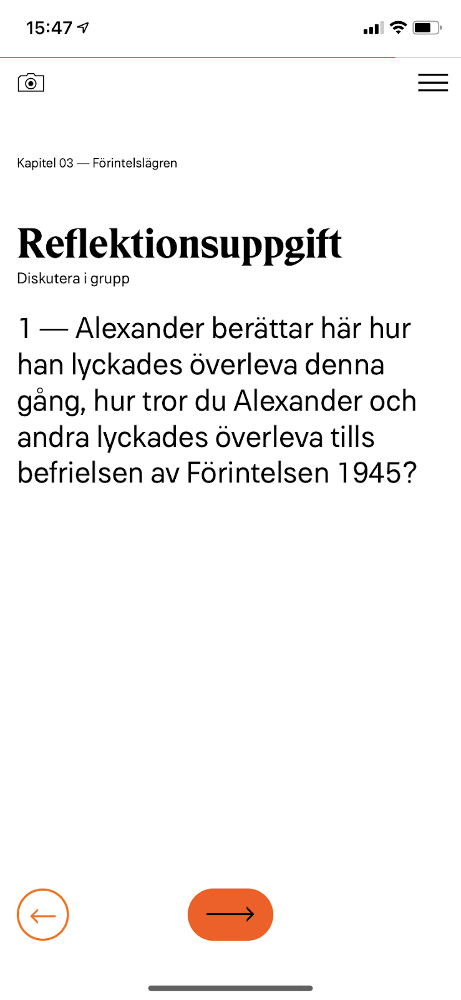 15:47
Kapitel 03 — Förintelslägren
Reflektionsuppgift
Diskutera i grupp
1 — Alexander berättar här hur
han lyckades överleva denna
gång, hur tror du Alexander och
andra lyckades överleva tills
befrielsen av Förintelsen 1945?